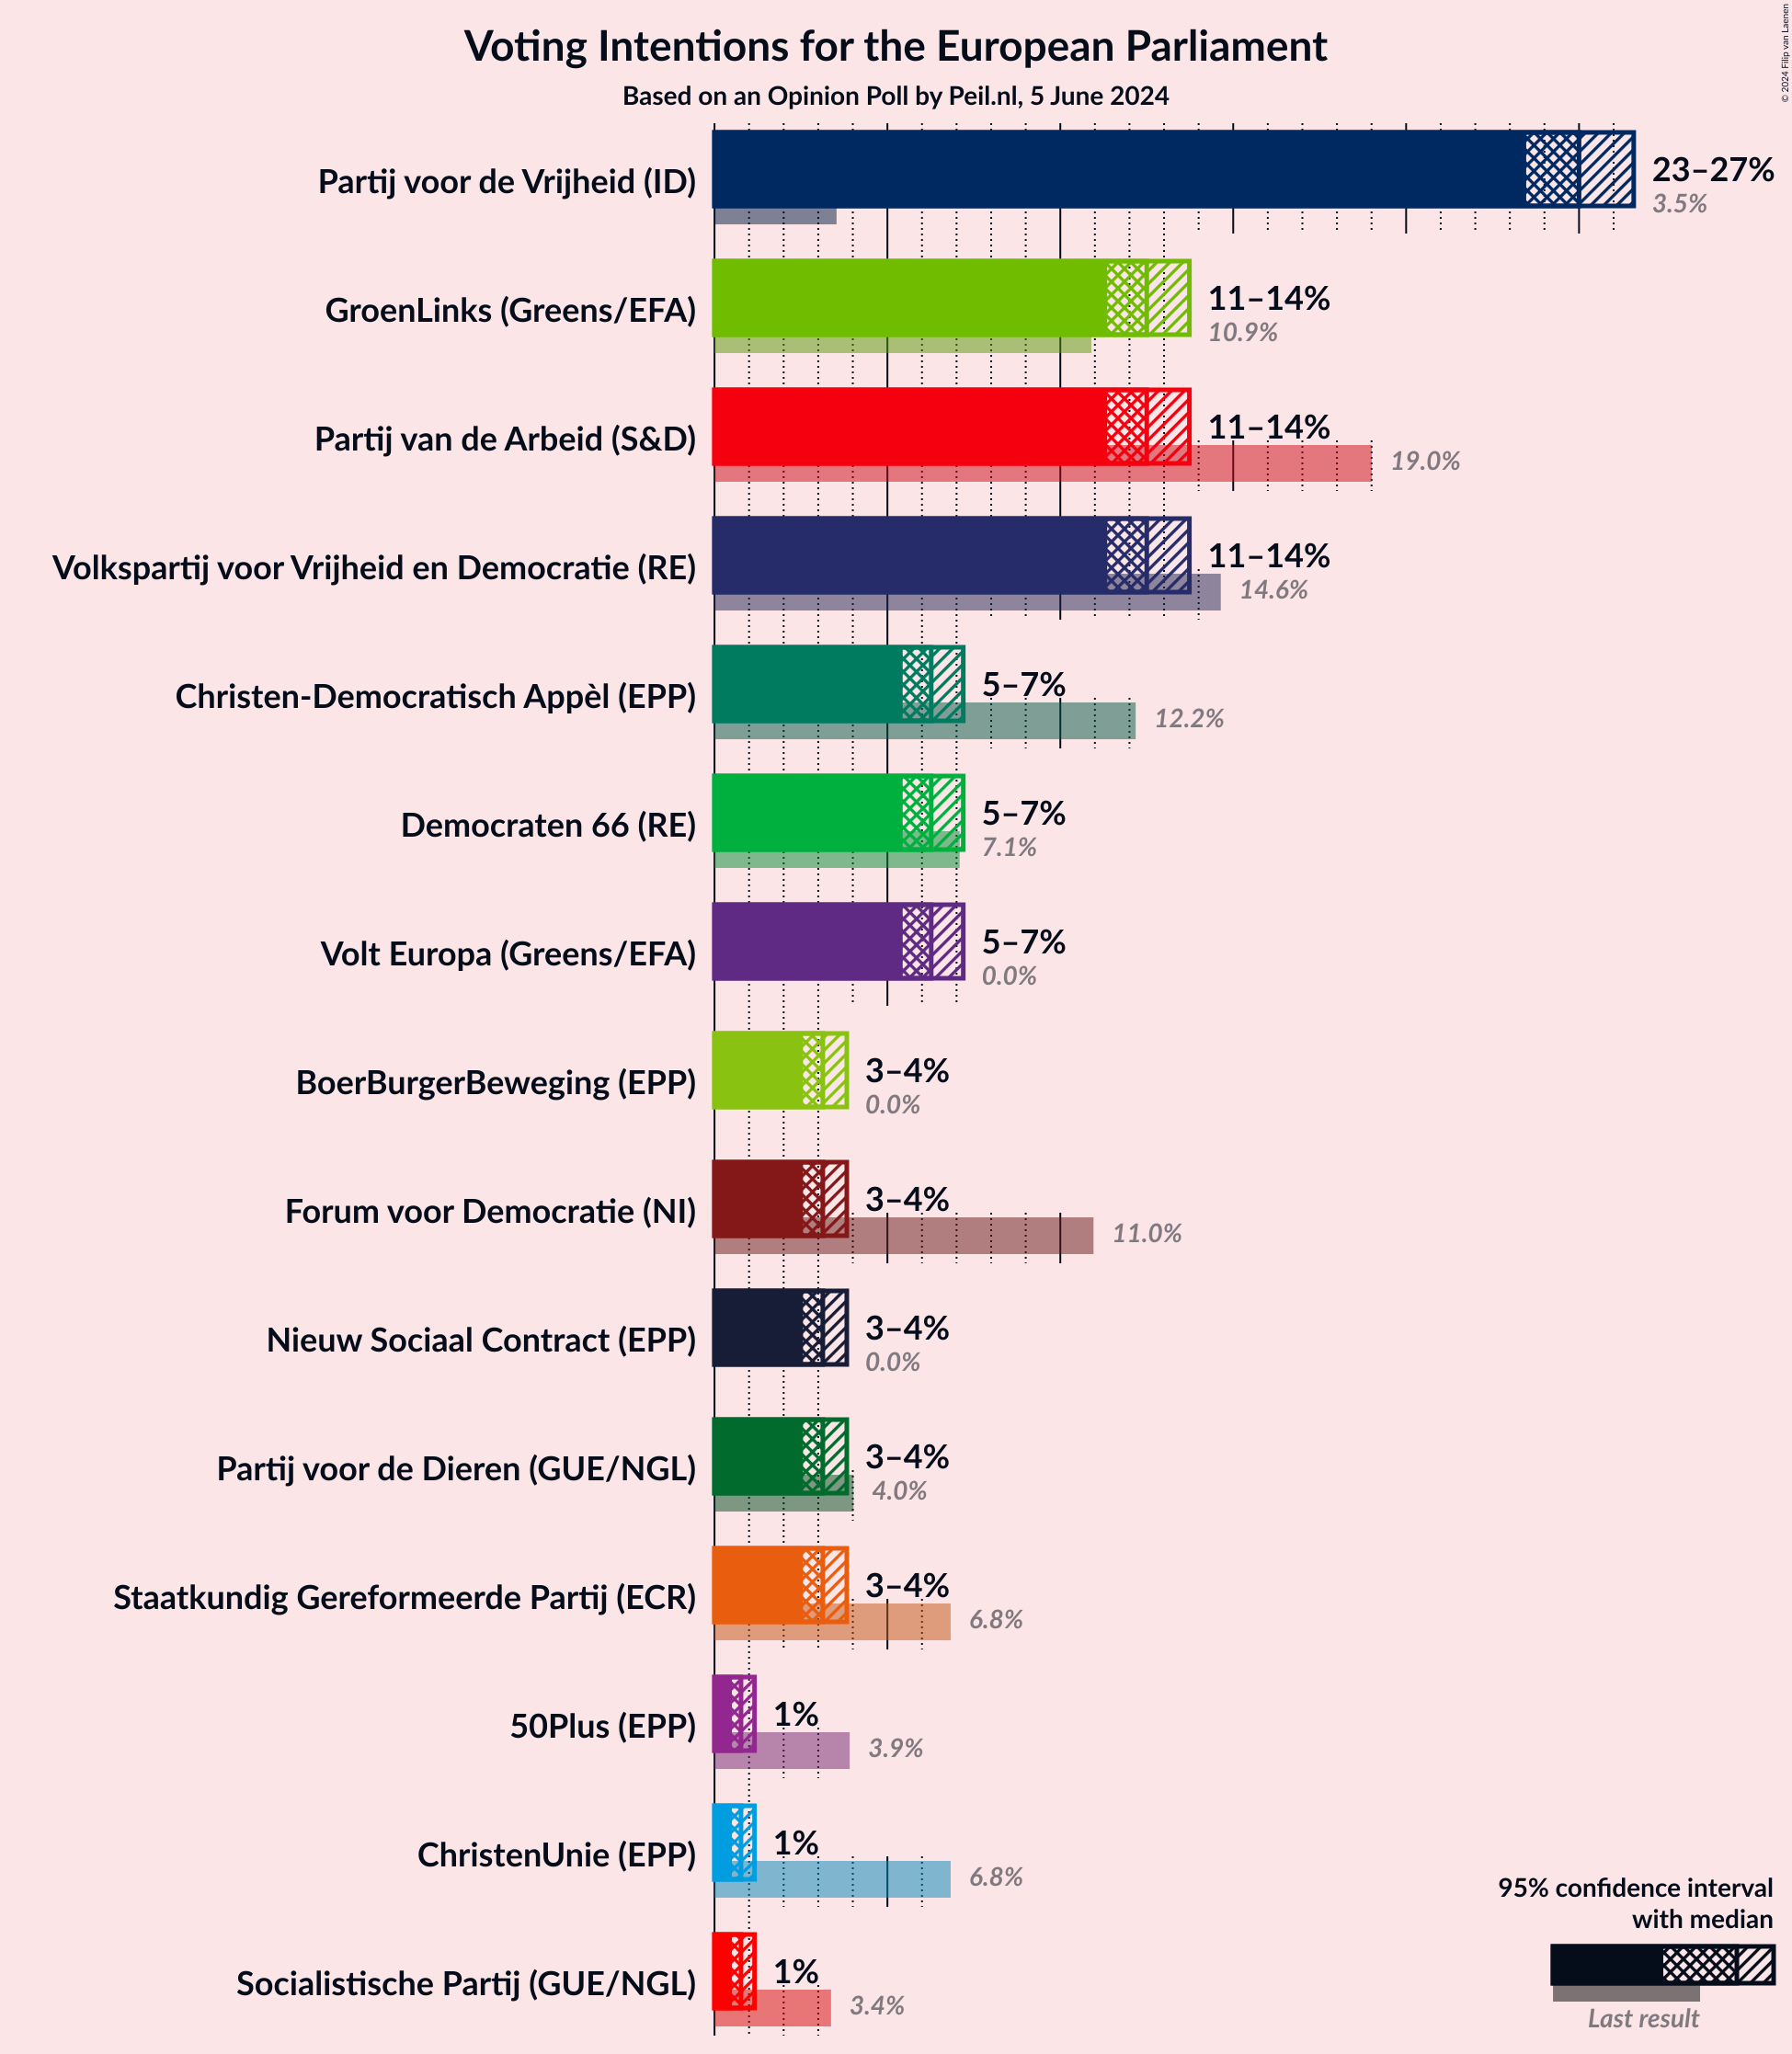 Voting Intentions for the European Parliament
Based on an Opinion Poll by Peil.nl, 5 June 2024
© 2024 Filip van Laenen
Partij voor de Vrijheid (ID)
23–27%
3.5%
GroenLinks (Greens/EFA)
11–14%
10.9%
Partij van de Arbeid (S&D)
11–14%
19.0%
Volkspartij voor Vrijheid en Democratie (RE)
11–14%
14.6%
Christen-Democratisch Appèl (EPP)
5–7%
12.2%
Democraten 66 (RE)
5–7%
7.1%
Volt Europa (Greens/EFA)
5–7%
0.0%
BoerBurgerBeweging (EPP)
3–4%
0.0%
Forum voor Democratie (NI)
3–4%
11.0%
Nieuw Sociaal Contract (EPP)
3–4%
0.0%
Partij voor de Dieren (GUE/NGL)
3–4%
4.0%
Staatkundig Gereformeerde Partij (ECR)
3–4%
6.8%
50Plus (EPP)
1%
3.9%
ChristenUnie (EPP)
1%
6.8%
Socialistische Partij (GUE/NGL)
1%
3.4%
95% confidence interval
with median
Last result